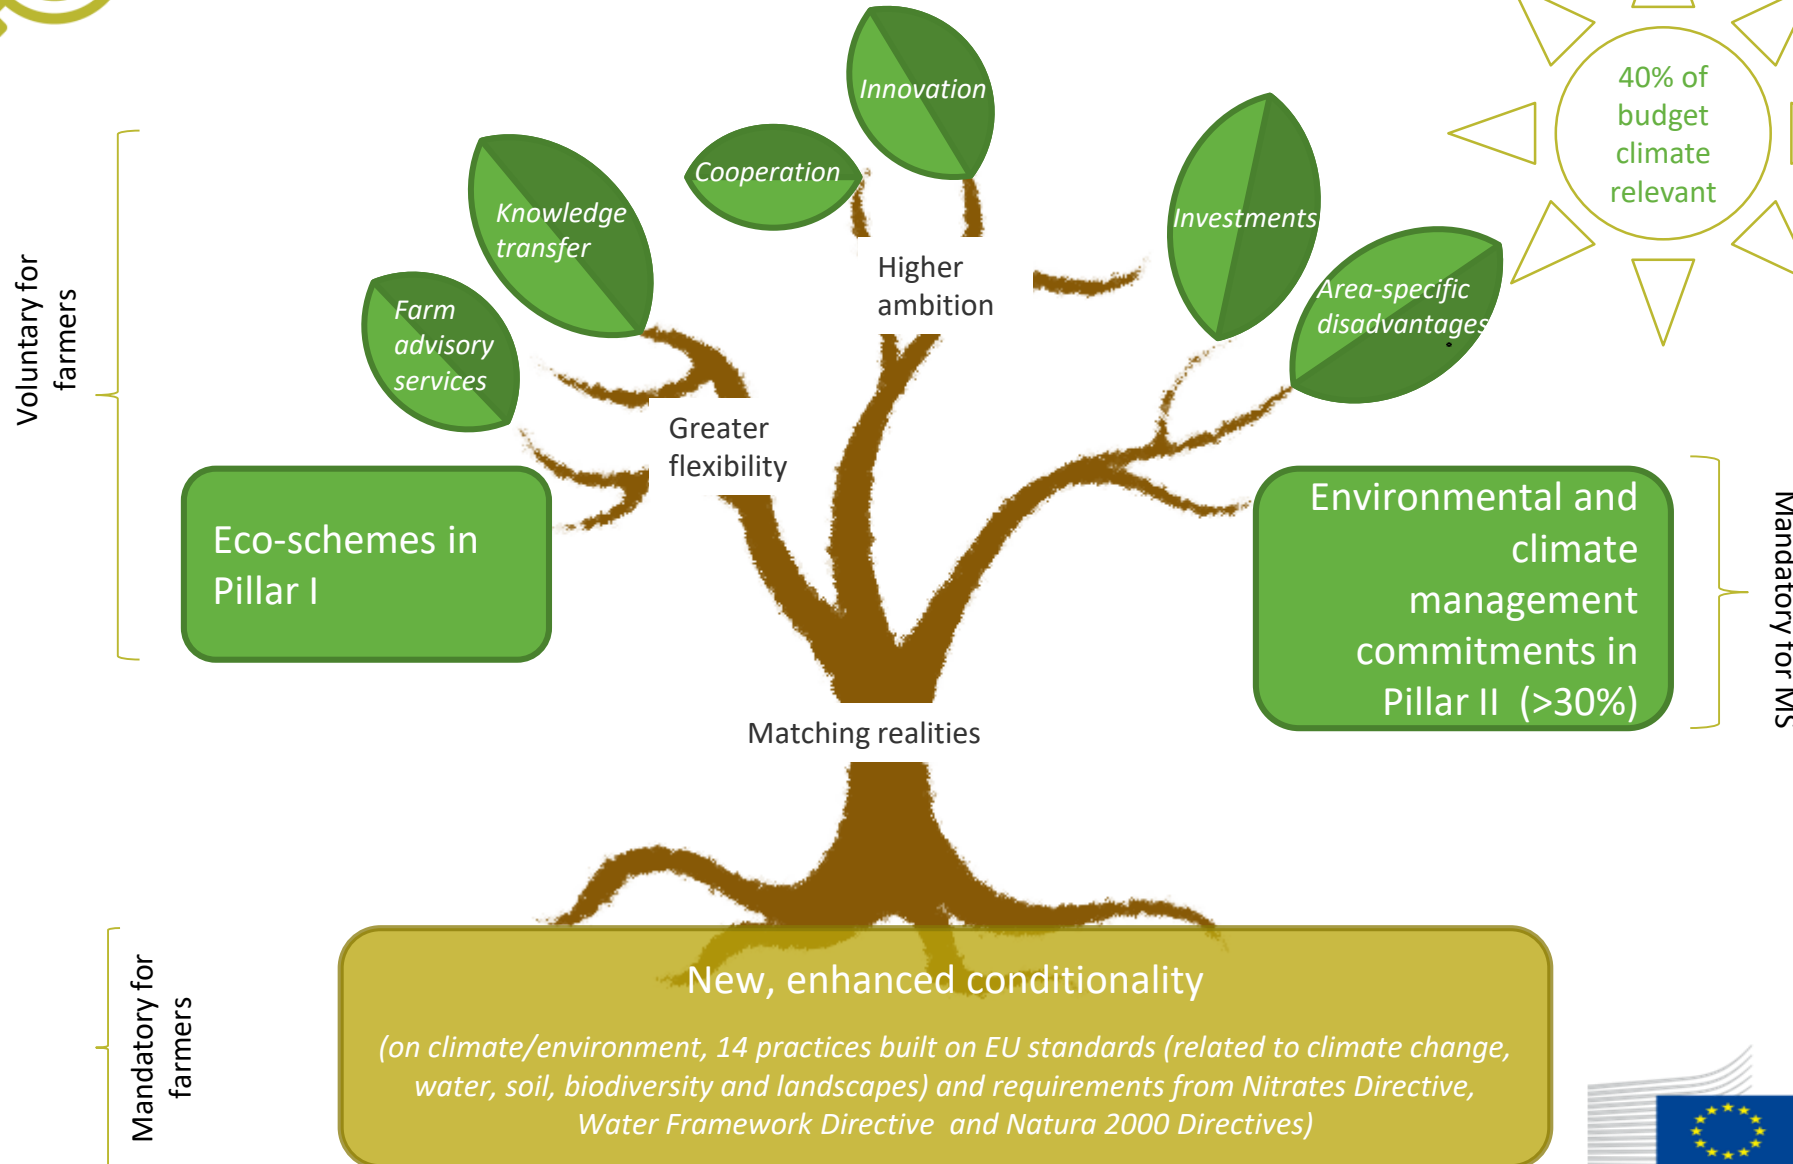 40% of
budget
climate
relevant
Innovation
Cooperation
Knowledge
transfer
Investments
Farm
advisory
services
Area-specific
disadvantages
Higher
ambition
Greater
flexibility
Voluntary for
farmers
Eco-schemes in
Pillar I
Environmental and
climate
management
commitments in
Pillar II (>30%)
Mandatory for MS
Matching realities
Mandatory for
farmers
New, enhanced conditionality
(on climate/environment, 14 practices built on EU standards (related to climate change,
water, soil, biodiversity and landscapes) and requirements from Nitrates Directive,
Water Framework Directive and Natura 2000 Directives)